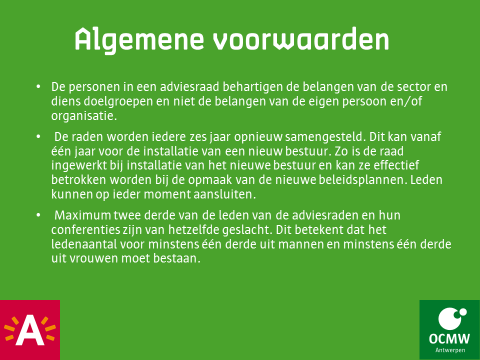 Algemene voorwaarden
• De personen in een adviesraad behartigen de belangen van de sector en
diens doelgroepen en niet de belangen van de eigen persoon en/of
organisatie.
• De raden worden iedere zes jaar opnieuw samengesteld. Dit kan vanaf
één jaar voor de installatie van een nieuw bestuur. Zo is de raad
ingewerkt bij installatie van het nieuwe bestuur en kan ze effectief
betrokken worden bij de opmaak van de nieuwe beleidsplannen. Leden
kunnen op ieder moment aansluiten.
• Maximum twee derde van de leden van de adviesraden en hun
conferenties zijn van hetzelfde geslacht. Dit betekent dat het
ledenaantal voor minstens één derde uit mannen en minstens één derde
uit vrouwen moet bestaan.
A
OCMW
Antwerpen